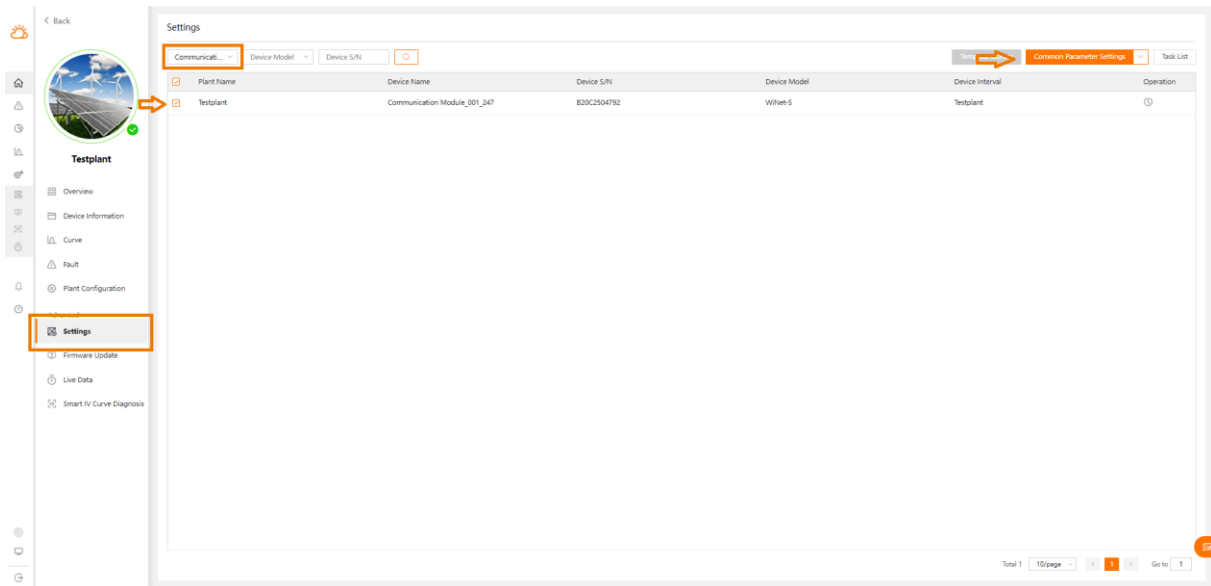 Back
Testplant
Overview
Device Information
Curve
Fault
Plant Configuration
Settings
Firmware Update
Live Data
Smart IV Curve Diagnosis
Settings
Communicati... Device Model Device S/N Common Parameter Settings Task List
Plant Name Device Name Device S/N Device Model Device Interval Operation
Testplant Communication Module_001_247 B20C2504792 WiNet-S Testplant
Total 1 10/page 1 Go to 1